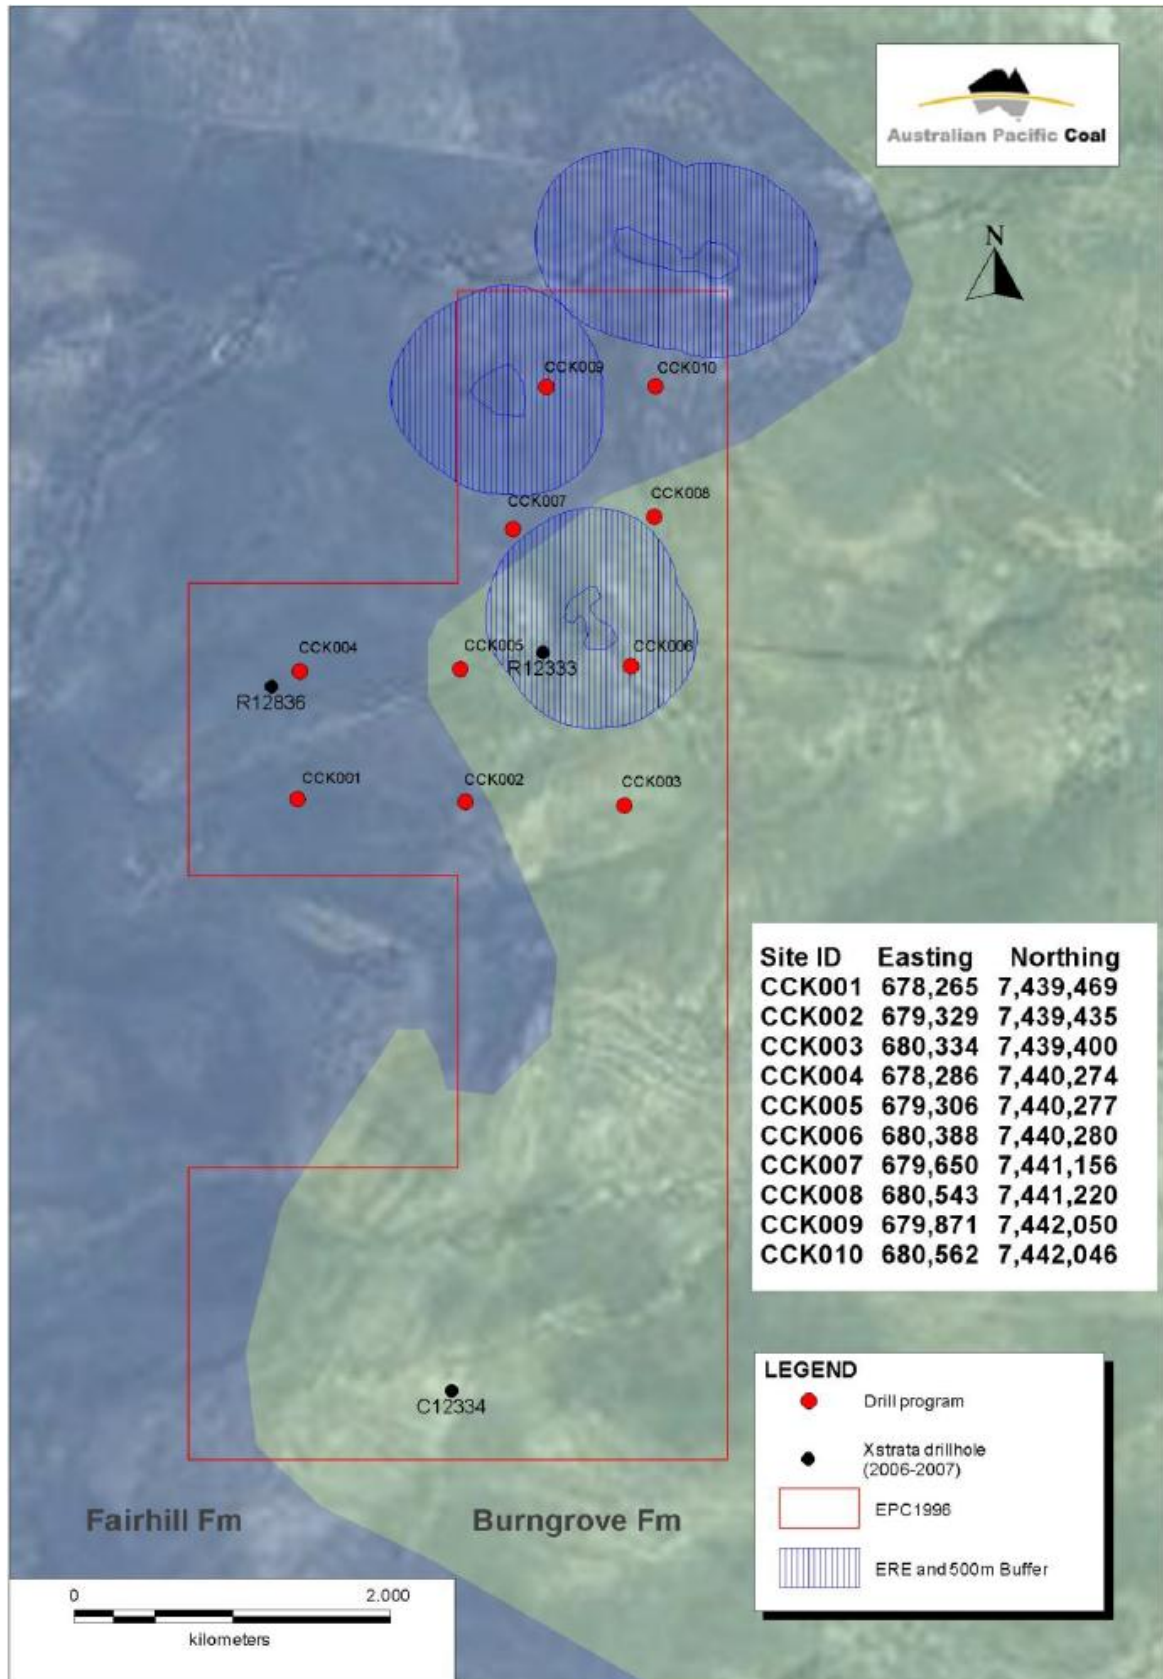 Australian Pacific Coal
N
CCK009
CCK010
CCK007
CCK008
CCK004
CCK005
R12333
CCK006
R12836
CCK001
CCK002
CCK003
Site ID Easting Northing
CCK001 678,265 7,439,469
CCK002 679,329 7,439,435
CCK003 680,334 7,439,400
CCK004 678,286 7,440,274
CCK005 679,306 7,440,277
CCK006 680,388 7,440,280
CCK007 679,650 7,441,156
CCK008 680,543 7,441,220
CCK009 679,871 7,442,050
CCK010 680,562 7,442,046
C12334
LEGEND
Drill program
Xstrata drillhole
(2006-2007)
EPC1996
ERE and 500m Buffer
Fairhill Fm
Burngrove Fm
0 2.000
kilometers